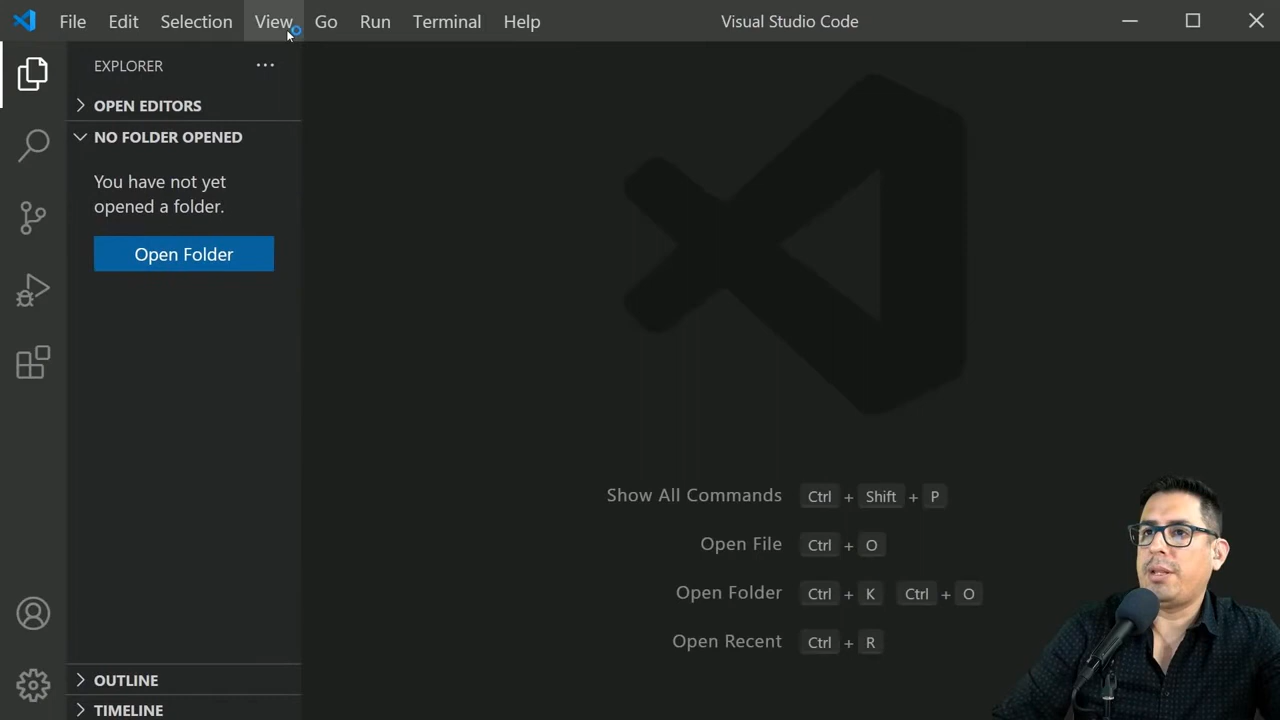 File Edit Selection View Go Run Terminal Help Visual Studio Code
EXPLORER
OPEN EDITORS
NO FOLDER OPENED
You have not yet
opened a folder.
Open Folder
Show All Commands Ctrl + Shift + P
Open File Ctrl + O
Open Folder Ctrl + K Ctrl + O
Open Recent Ctrl + R
OUTLINE
TIMELINE